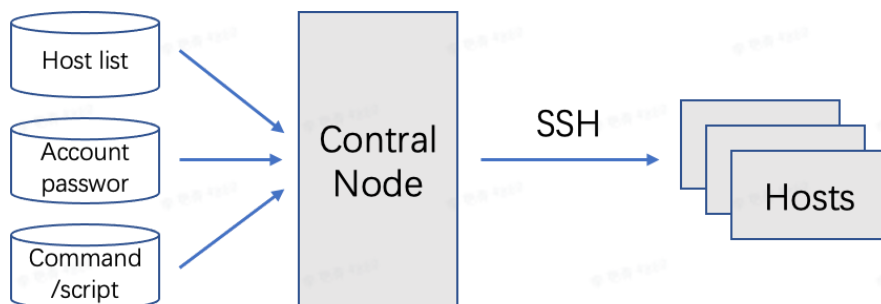 Host list
Account
passwor
Command
/script
Contral
Node
SSH
Hosts